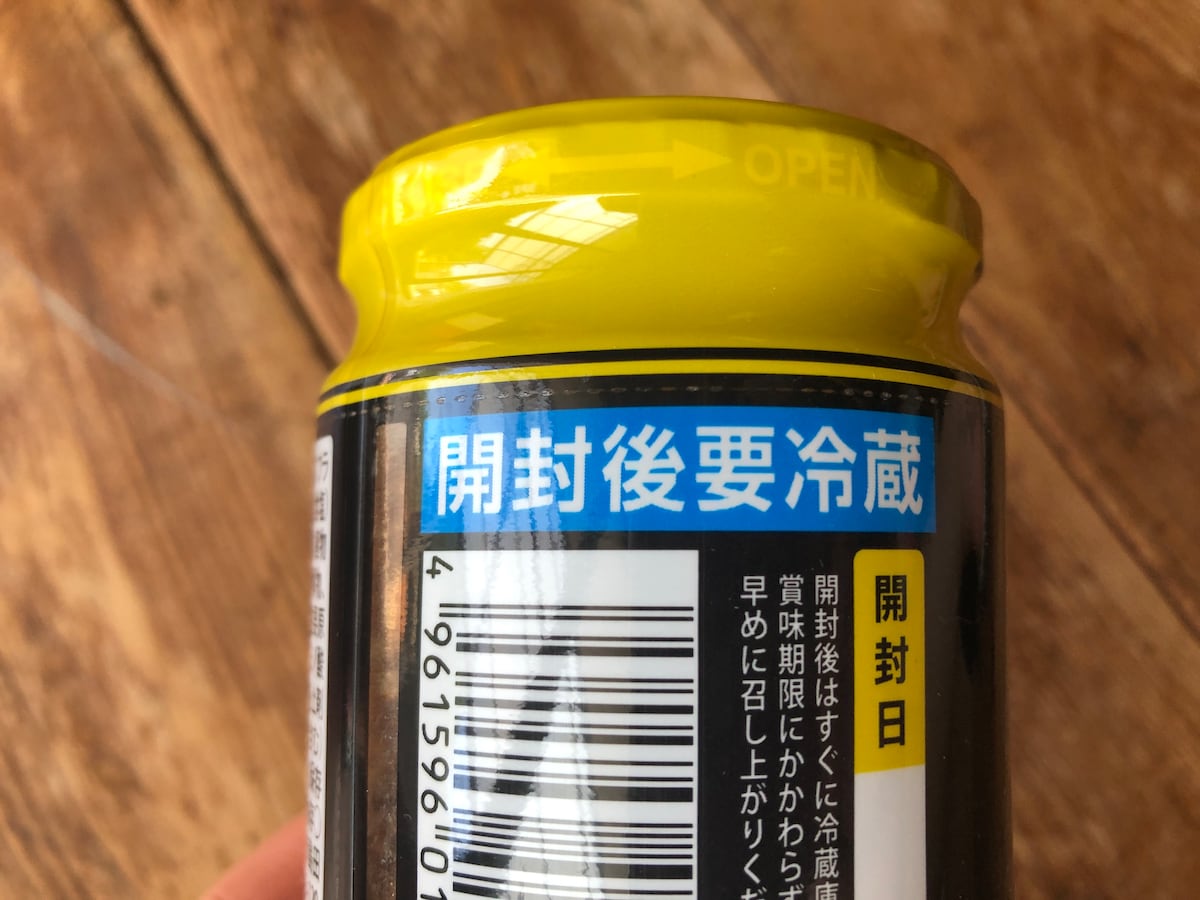 OPEN
開封後要冷蔵
開封日
開封後はすぐに冷蔵庫
賞味期限にかかわらず
早めに召し上がりくだ
4 961596 01